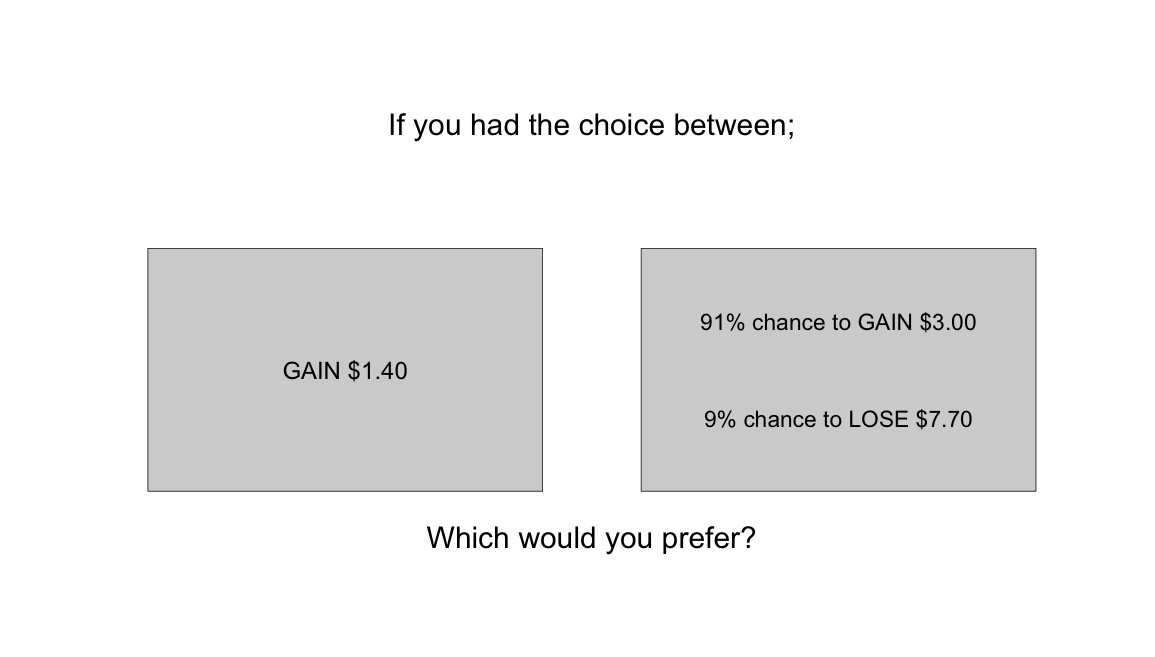 If you had the choice between;
GAIN $1.40
91% chance to GAIN $3.00
9% chance to LOSE $7.70
Which would you prefer?